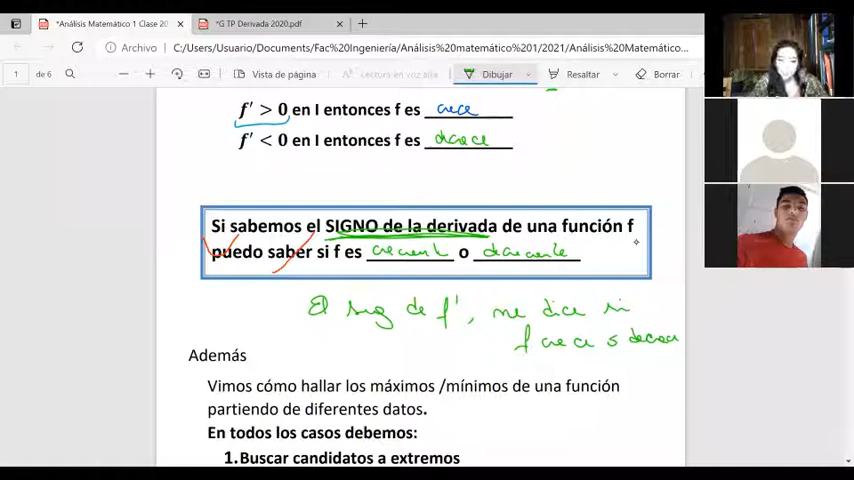 *Análisis Matemático 1 Clase 20
*G TP Derivada 2020.pdf
Archivo C:/Users/Usuario/Documents/Fac%20Ingeniería/Análisis%20matemático%201/2021/Análisis%20Matemático...
1 de 6 Vista de página Lectura en voz alta Dibujar Resaltar Borrar
f' > 0 en I entonces f es crece
f' < 0 en I entonces f es decrece
Si sabemos el SIGNO de la derivada de una función f
puedo saber si f es creciente o decreciente
El sig de f', me dice si
f crece o decrece
Además
Vimos cómo hallar los máximos /mínimos de una función
partiendo de diferentes datos.
En todos los casos debemos:
1.Buscar candidatos a extremos